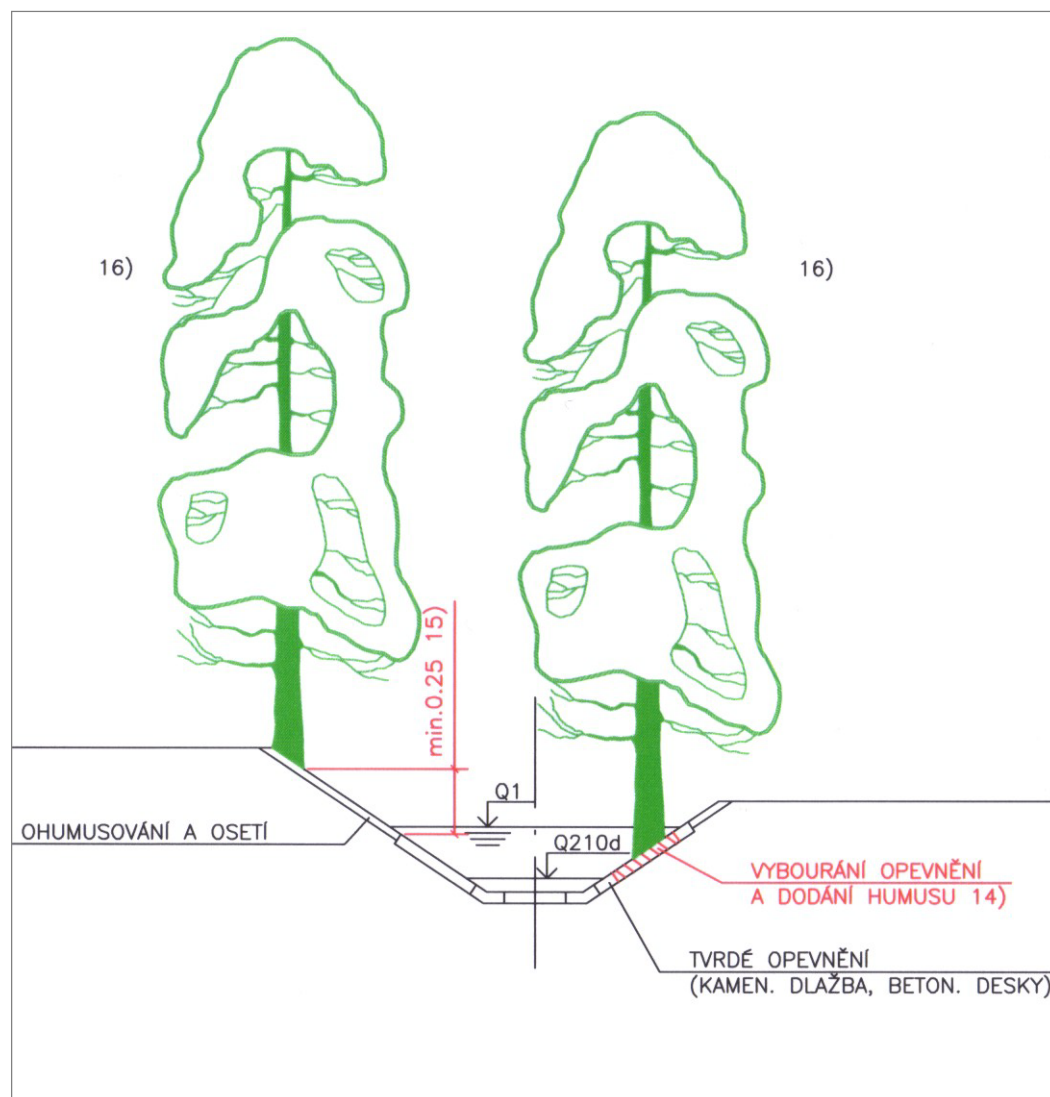 16)
16)
min.0.25 15)
Q1
OHUMUSOVÁNÍ A OSETÍ
Q210d
VYBOURÁNÍ OPEVNĚNÍ
A DODÁNÍ HUMUSU 14)
TVRDÉ OPEVNĚNÍ
(KAMEN. DLAŽBA, BETON. DESKY)